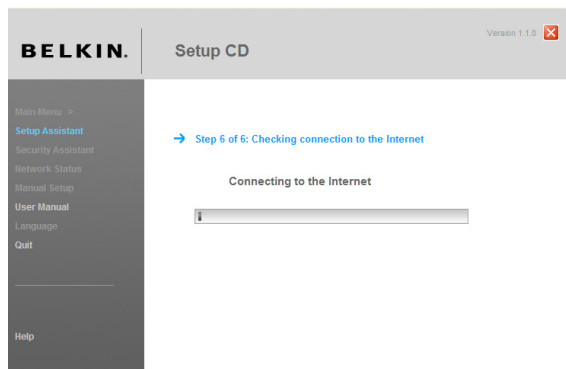 Version 1.1.0
BELKIN.
Setup CD
Main Menu >
Setup Assistant
Security Assistant
Network Status
Manual Setup
User Manual
Language
Quit
Help
Step 6 of 6: Checking connection to the Internet
Connecting to the Internet